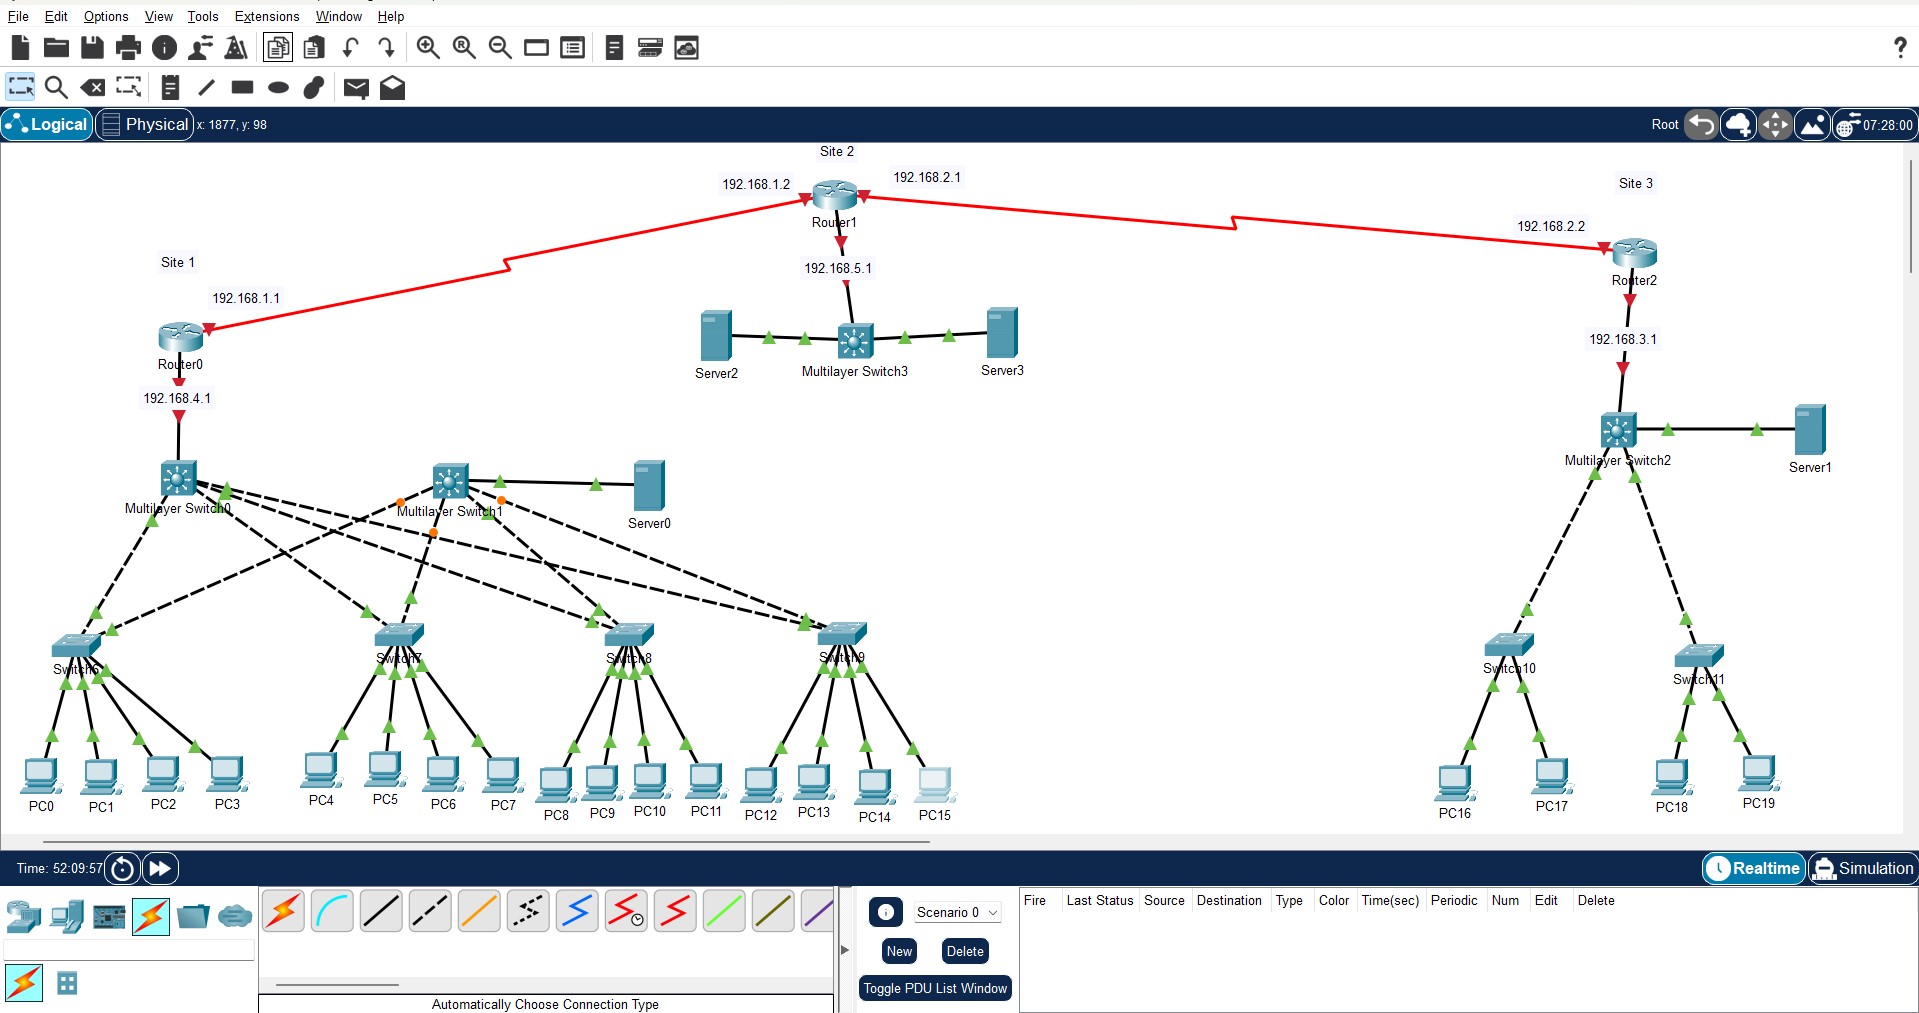 File Edit Options View Tools Extensions Window Help
?
Logical Physical x: 1877, y: 98 Root 07:28:00
Site 2
192.168.1.2 192.168.2.1
Site 3
Router1
192.168.2.2
Site 1
192.168.5.1
Router2
192.168.1.1
192.168.3.1
Router0
Server2 Multilayer Switch3 Server3
192.168.4.1
Multilayer Switch2
Server1
Multilayer Switch0 Multilayer Switch1
Server0
Switch6 Switch7 Switch8 Switch9 Switch10 Switch11
PC0 PC1 PC2 PC3 PC4 PC5 PC6 PC7 PC8 PC9 PC10 PC11 PC12 PC13 PC14 PC15 PC16 PC17 PC18 PC19
Time: 52:09:57 Realtime Simulation
Scenario 0
New Delete
Toggle PDU List Window
Fire Last Status Source Destination Type Color Time(sec) Periodic Num Edit Delete
Automatically Choose Connection Type